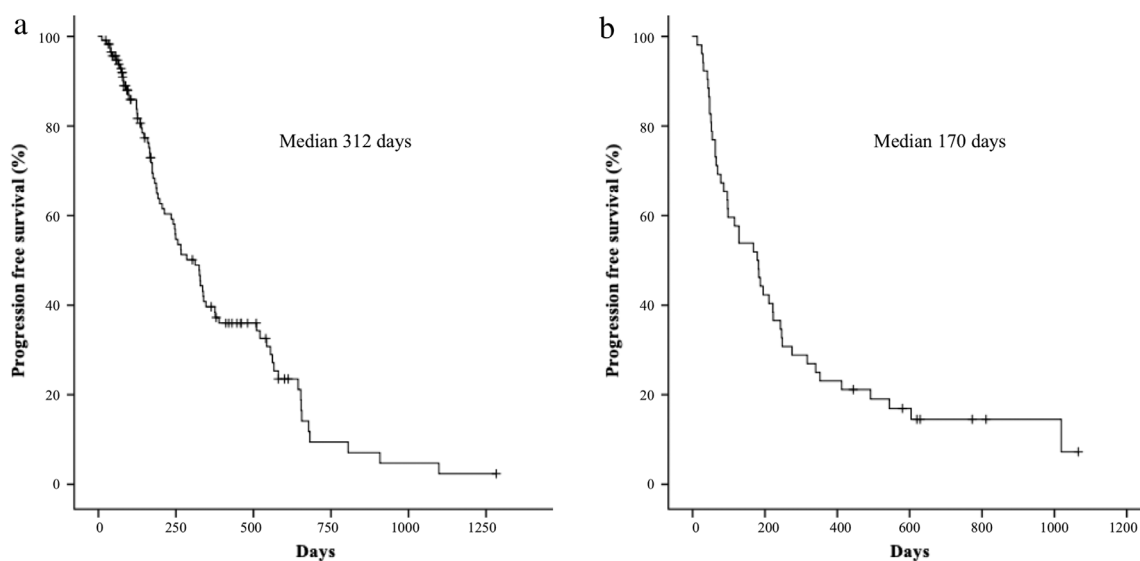 a
Progression free survival (%)
100
80
60
40
20
0
Median 312 days
0 250 500 750 1000 1250
Days
b
Progression free survival (%)
100
80
60
40
20
0
Median 170 days
0 200 400 600 800 1000 1200
Days